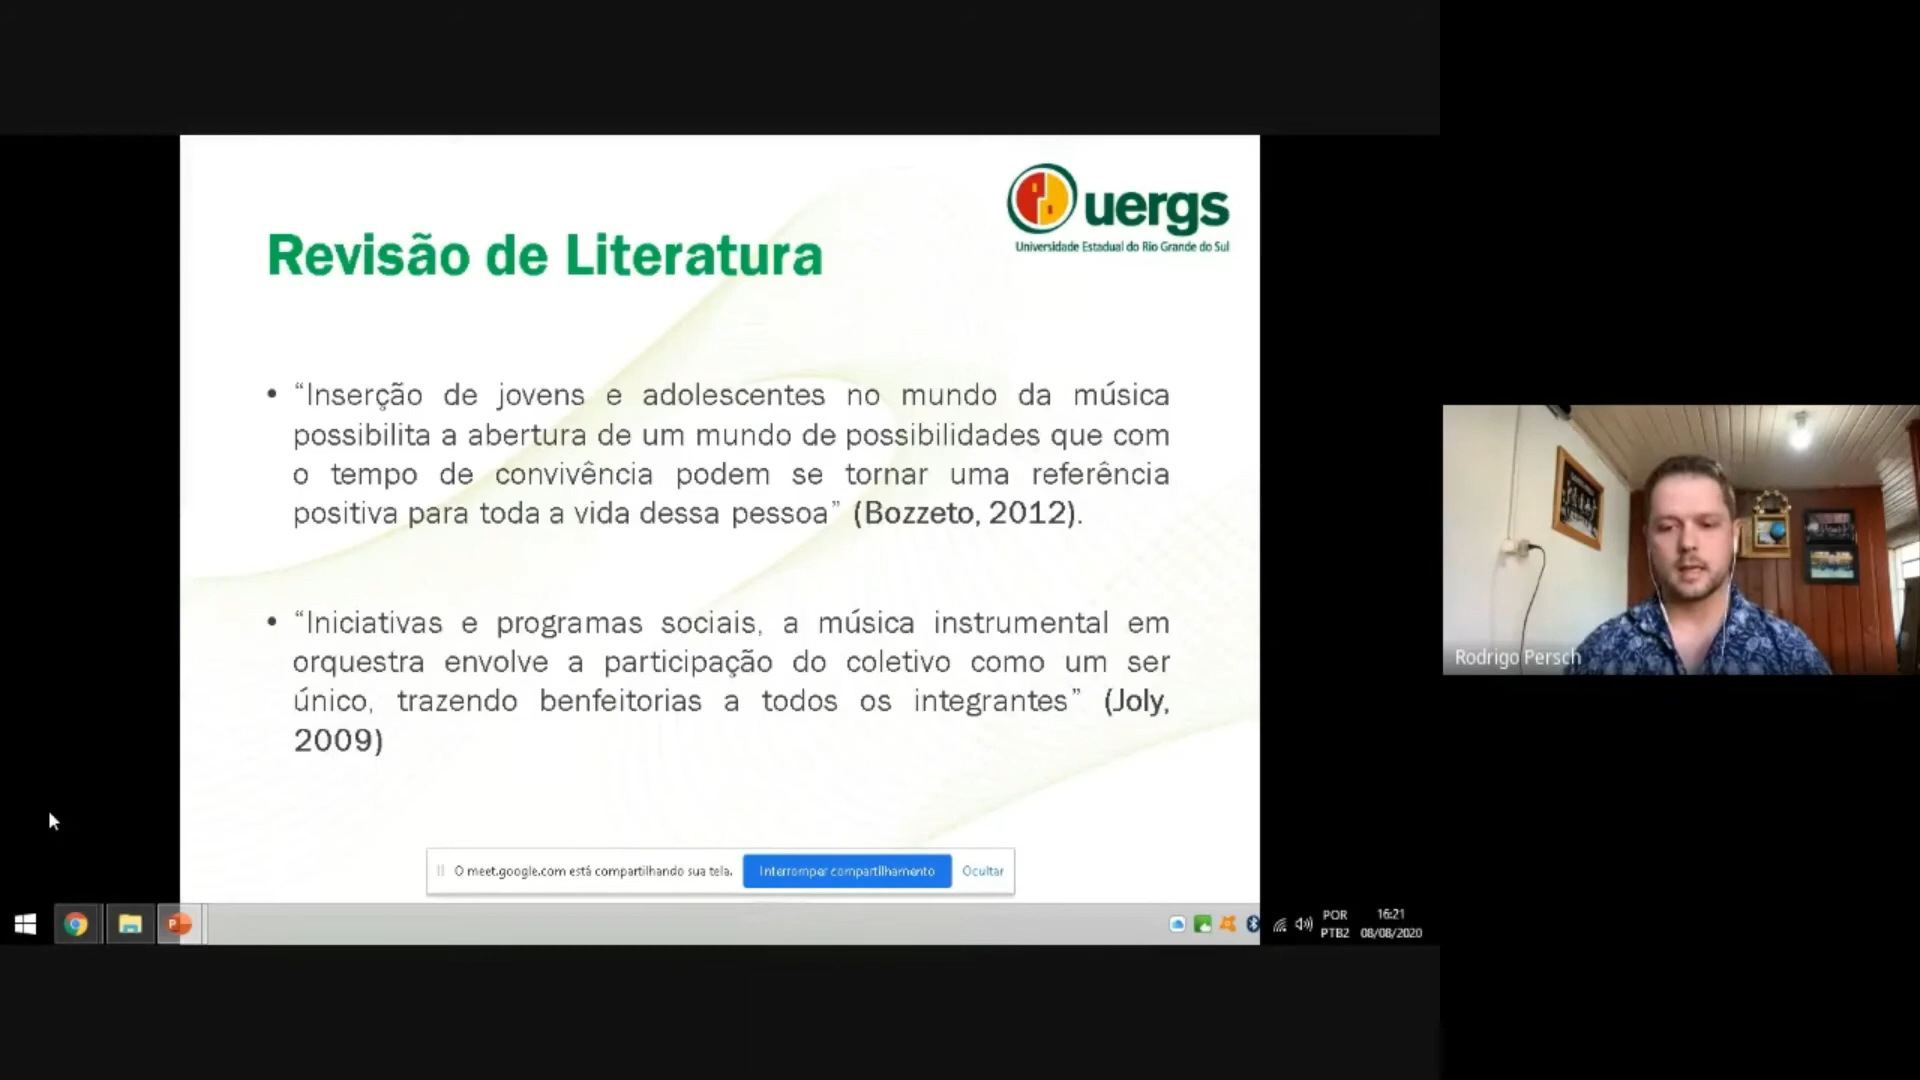 uergs
Universidade Estadual do Rio Grande do Sul
Revisão de Literatura
• “Inserção de jovens e adolescentes no mundo da música
possibilita a abertura de um mundo de possibilidades que com
o tempo de convivência podem se tornar uma referência
positiva para toda a vida dessa pessoa” (Bozzeto, 2012).
• “Iniciativas e programas sociais, a música instrumental em
orquestra envolve a participação do coletivo como um ser
único, trazendo benfeitorias a todos os integrantes” (Joly,
2009)
O meet.google.com está compartilhando sua tela.
Interromper compartilhamento
Ocultar
POR
PTB2
16:21
08/08/2020
Rodrigo Persch